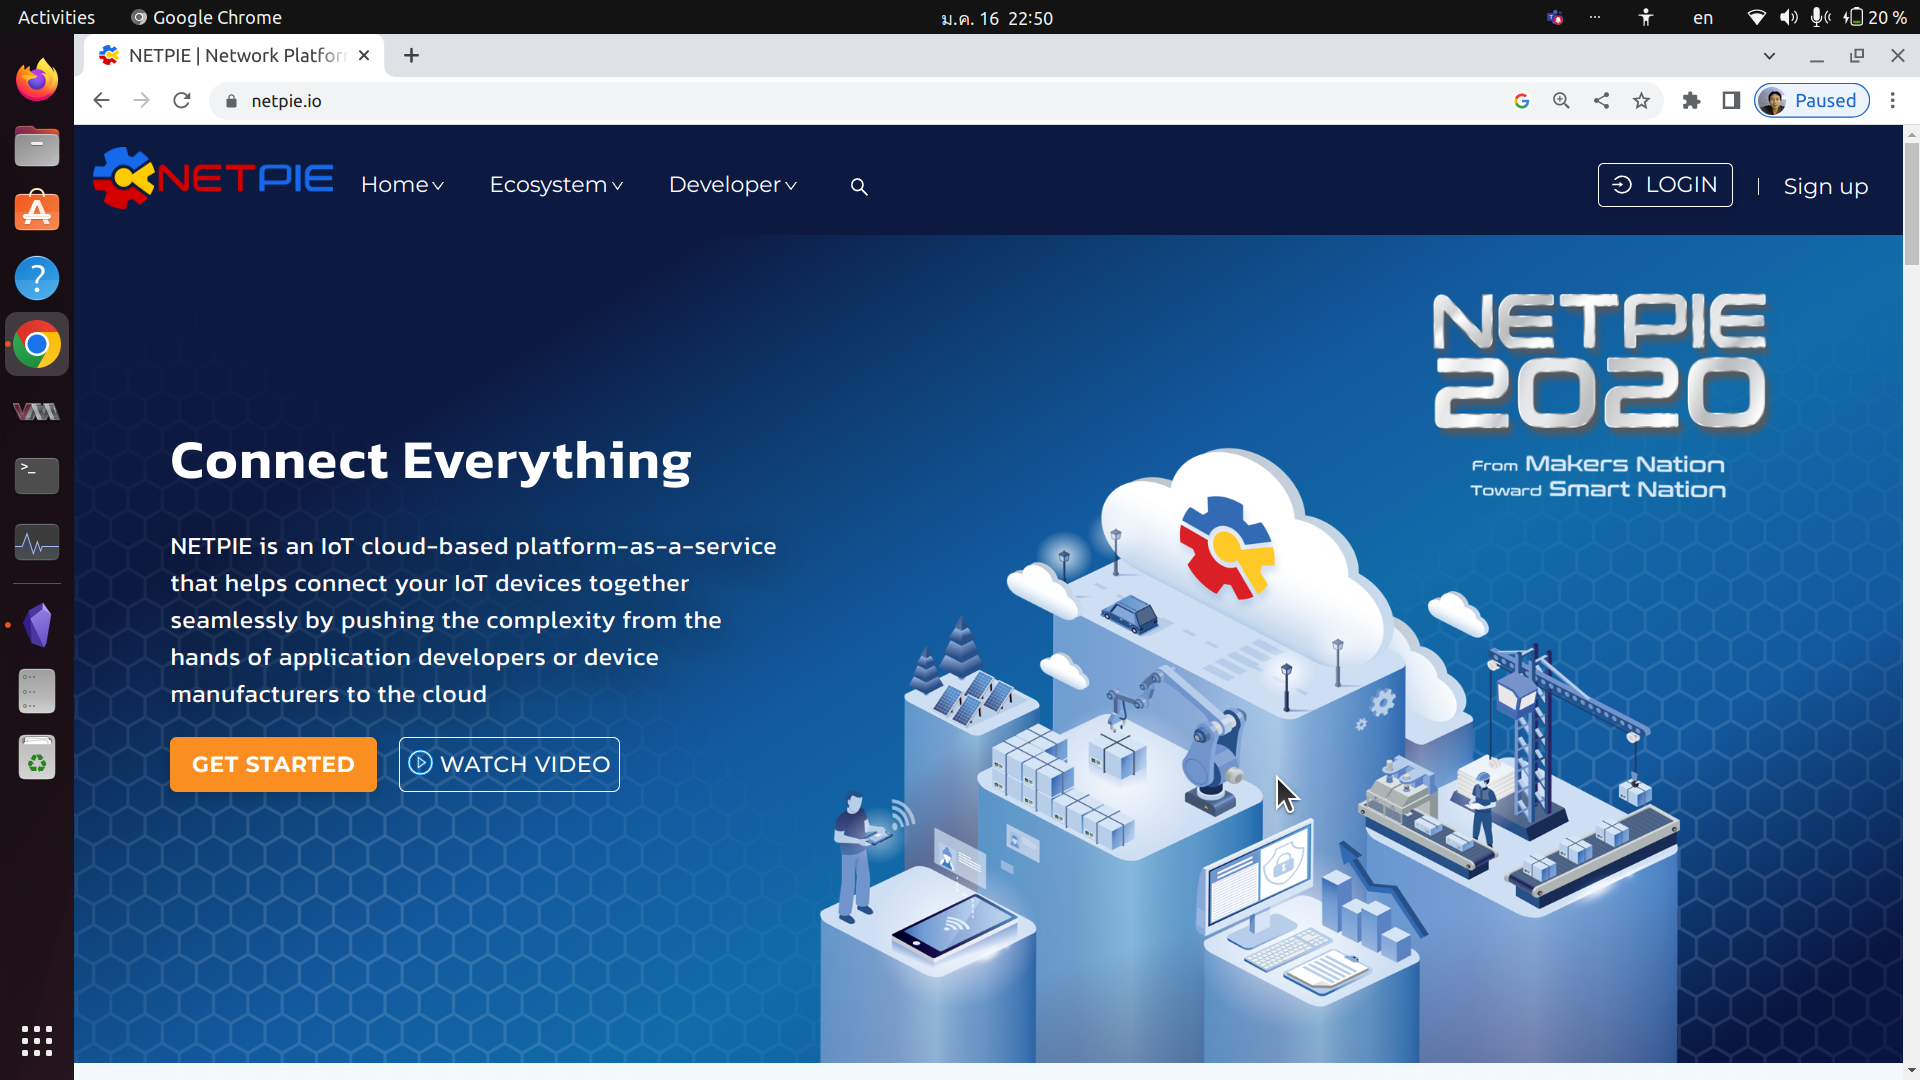 Activities
Google Chrome
ม.ค. 16 22:50
en
20 %
NETPIE | Network Platfor
netpie.io
Paused
NETPIE
Home
Ecosystem
Developer
LOGIN
Sign up
NETPIE
2020
From Makers Nation
Toward Smart Nation
Connect Everything
NETPIE is an IoT cloud-based platform-as-a-service
that helps connect your IoT devices together
seamlessly by pushing the complexity from the
hands of application developers or device
manufacturers to the cloud
GET STARTED
WATCH VIDEO